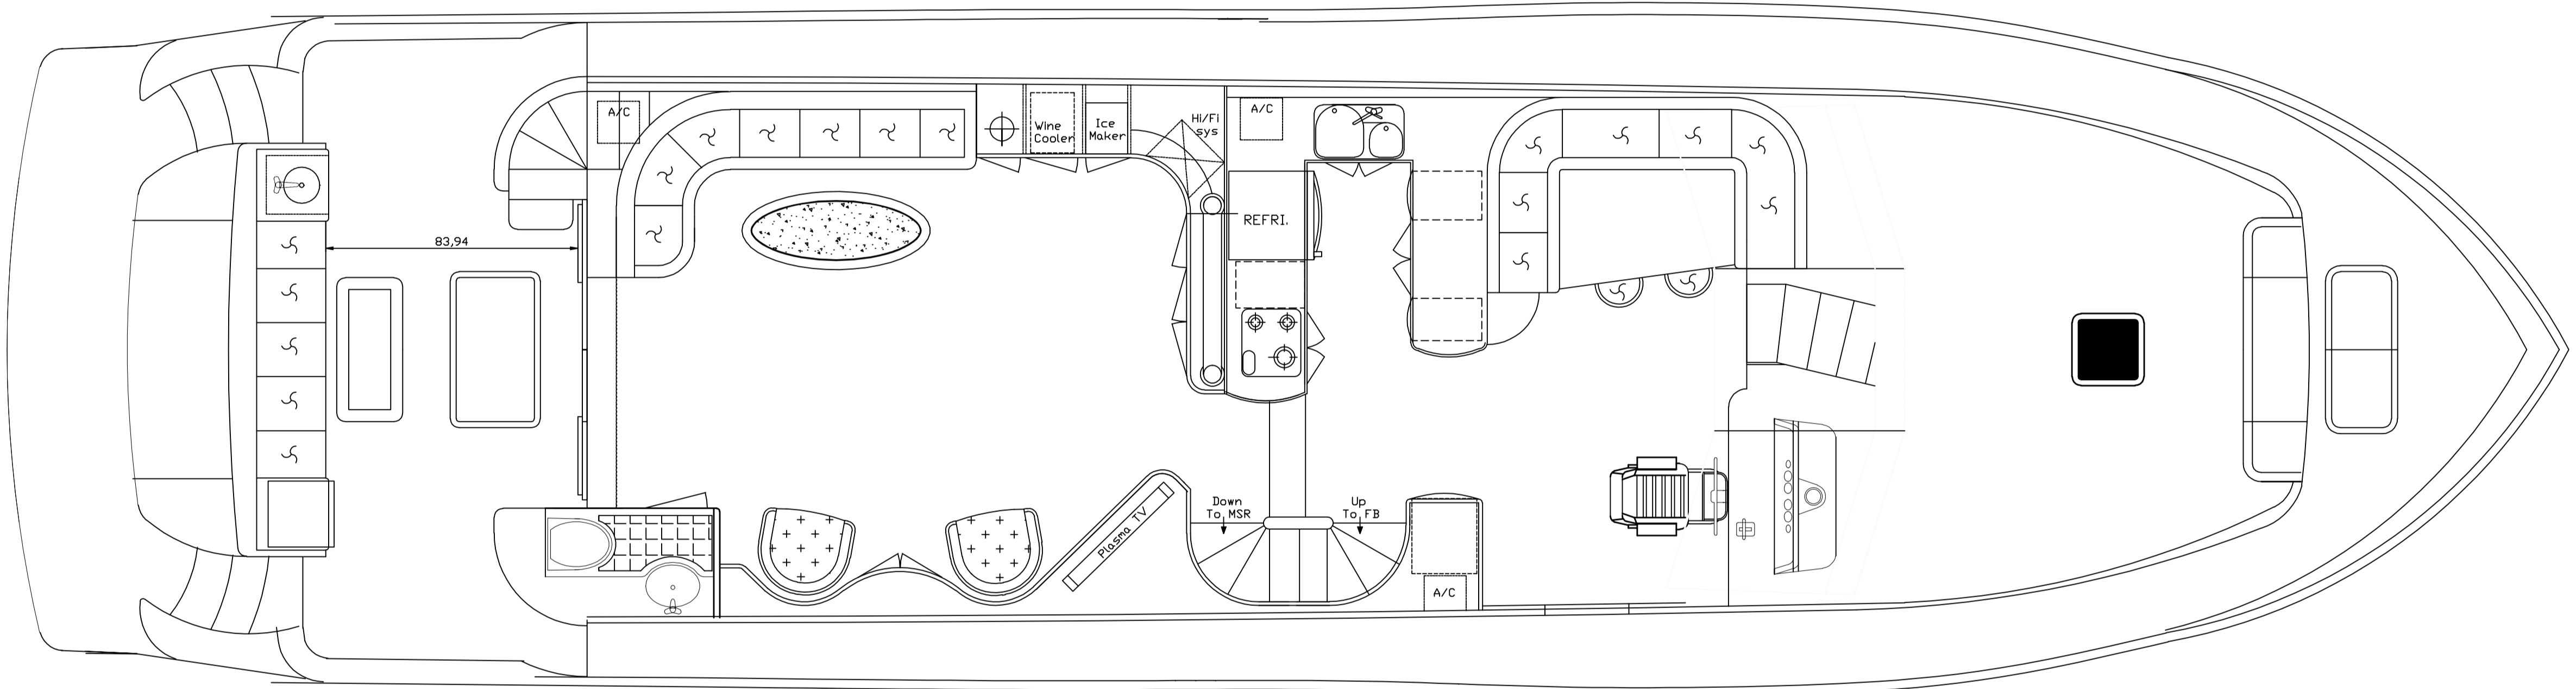 A/C
Wine
Cooler
Ice
Maker
Hi/Fi
sys
A/C
REFRI.
83,94
Plasma TV
Down
To MSR
Up
To FB
A/C